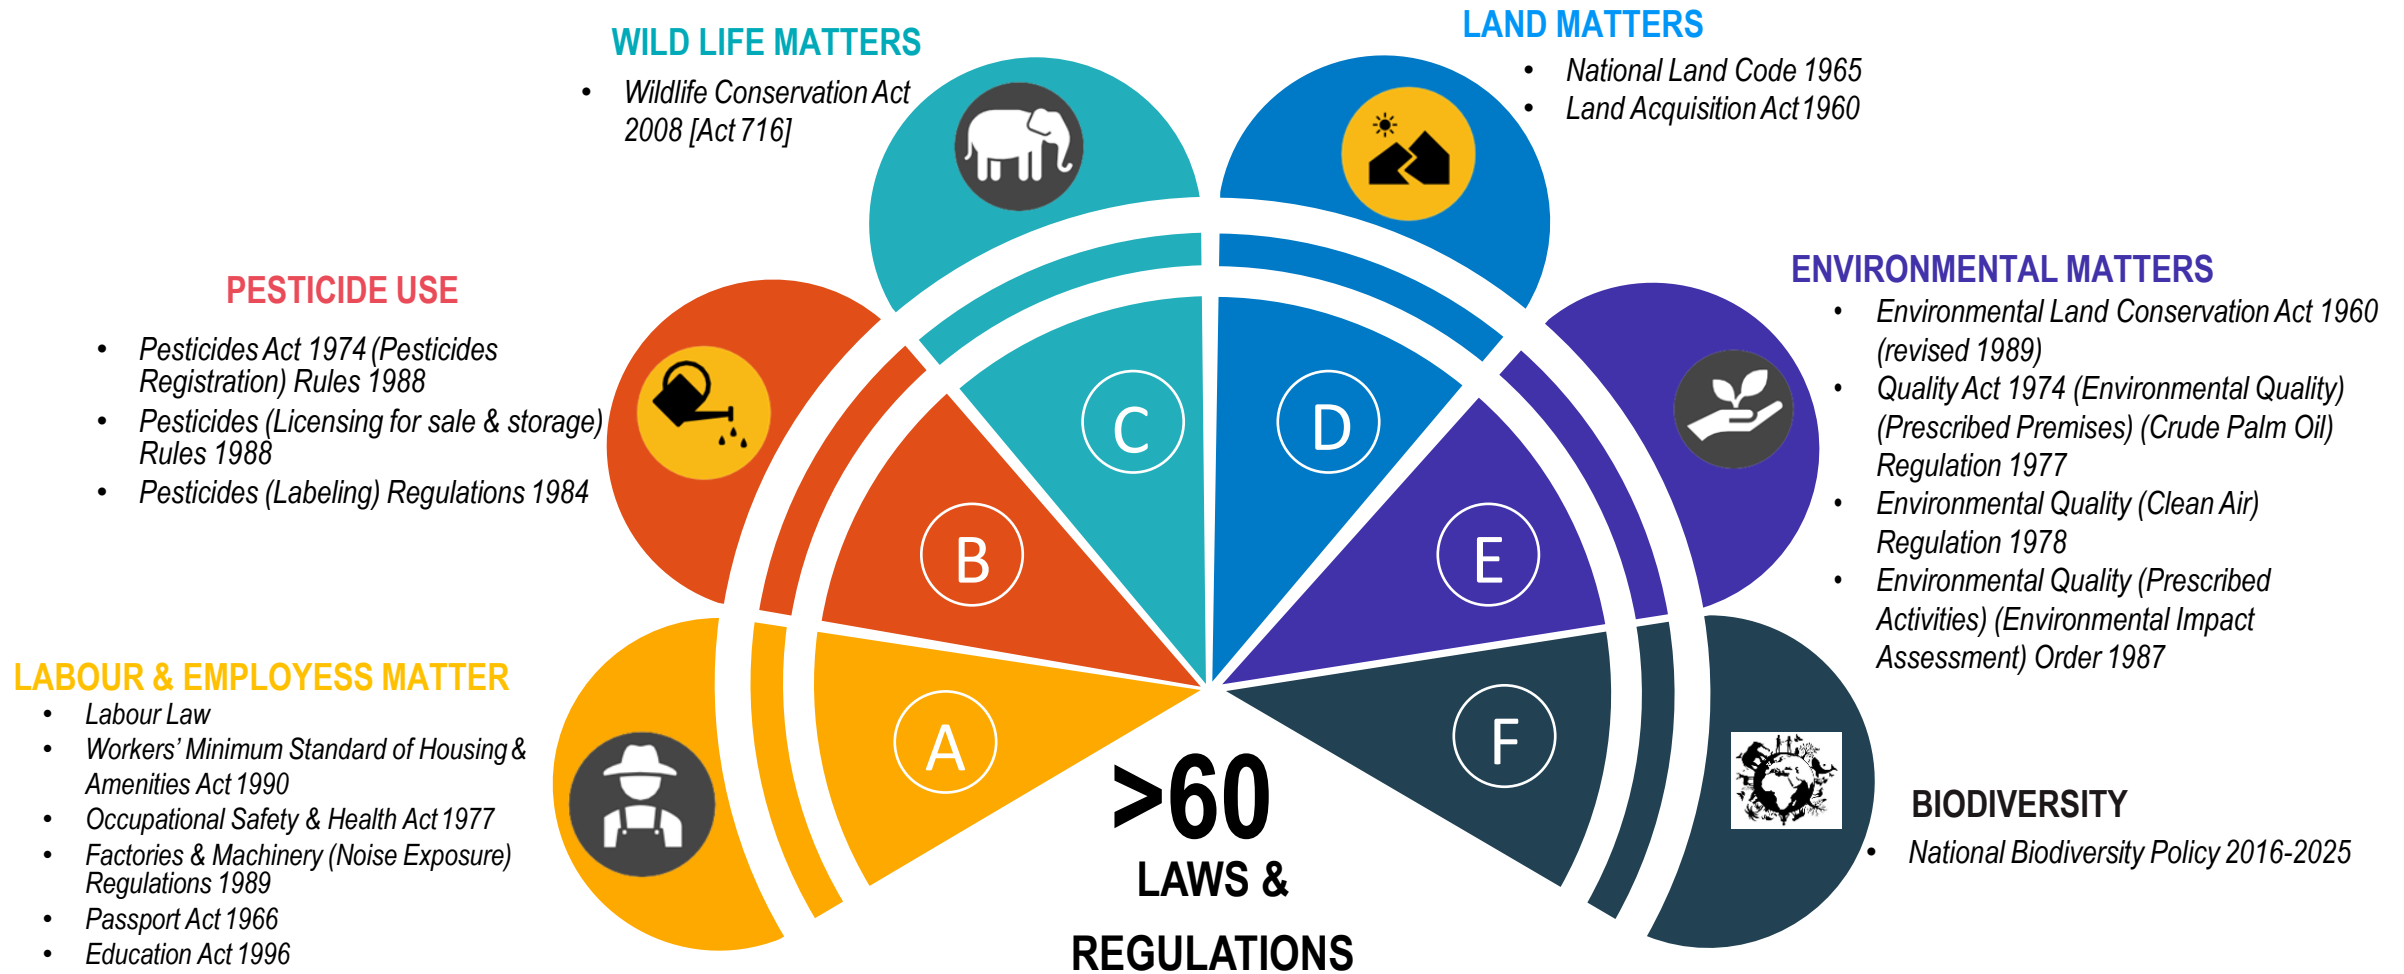 WILD LIFE MATTERS
• Wildlife Conservation Act
2008 [Act 716]
LAND MATTERS
• National Land Code 1965
• Land Acquisition Act 1960
PESTICIDE USE
• Pesticides Act 1974 (Pesticides
Registration) Rules 1988
• Pesticides (Licensing for sale & storage)
Rules 1988
• Pesticides (Labeling) Regulations 1984
ENVIRONMENTAL MATTERS
• Environmental Land Conservation Act 1960
(revised 1989)
• Quality Act 1974 (Environmental Quality)
(Prescribed Premises) (Crude Palm Oil)
Regulation 1977
• Environmental Quality (Clean Air)
Regulation 1978
• Environmental Quality (Prescribed
Activities) (Environmental Impact
Assessment) Order 1987
LABOUR & EMPLOYESS MATTER
• Labour Law
• Workers' Minimum Standard of Housing &
Amenities Act 1990
• Occupational Safety & Health Act 1977
• Factories & Machinery (Noise Exposure)
Regulations 1989
• Passport Act 1966
• Education Act 1996
BIODIVERSITY
• National Biodiversity Policy 2016-2025
A
B
C
D
E
F
>60
LAWS &
REGULATIONS